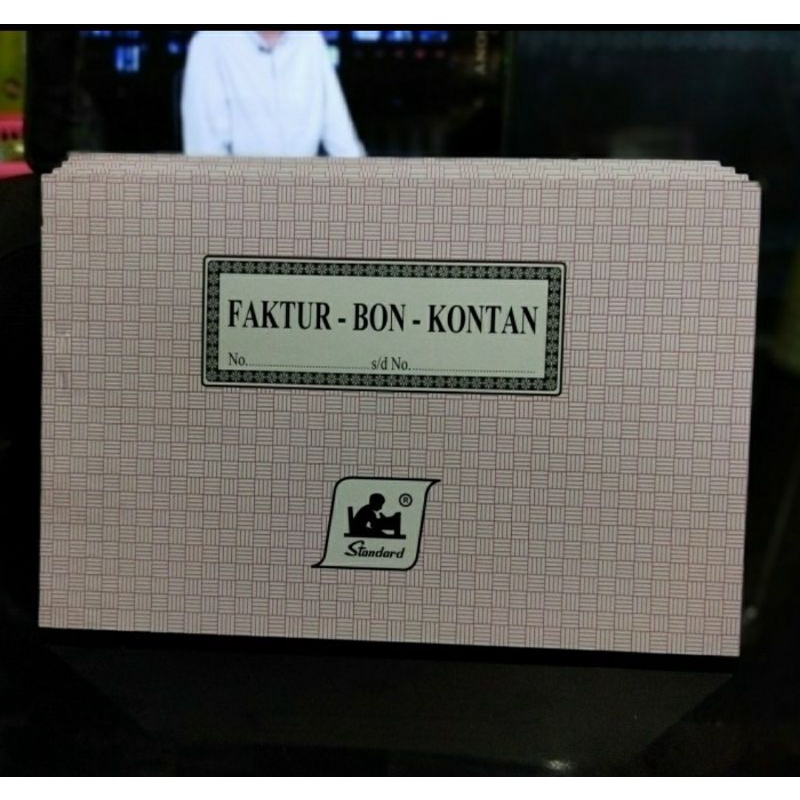 FAKTUR - BON - KONTAN
No............................s/d No............................
®
Standard